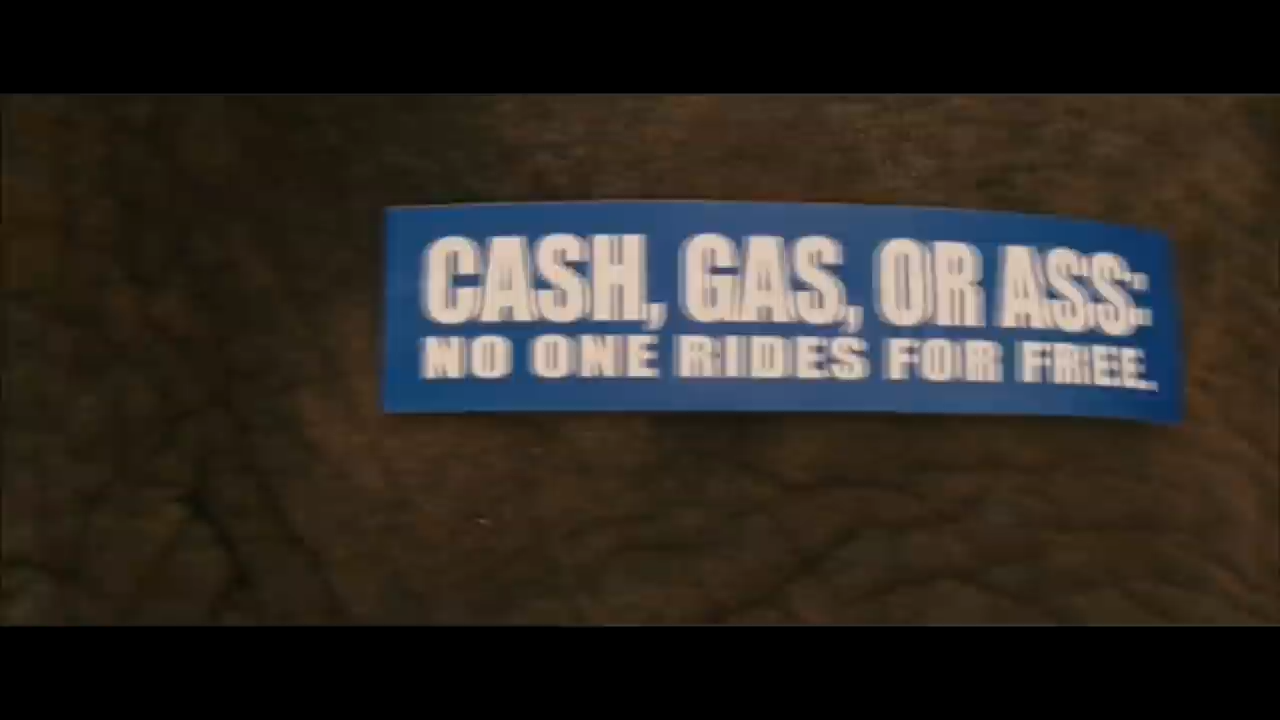 CASH, GAS, OR ASS:
NO ONE RIDES FOR FREE.